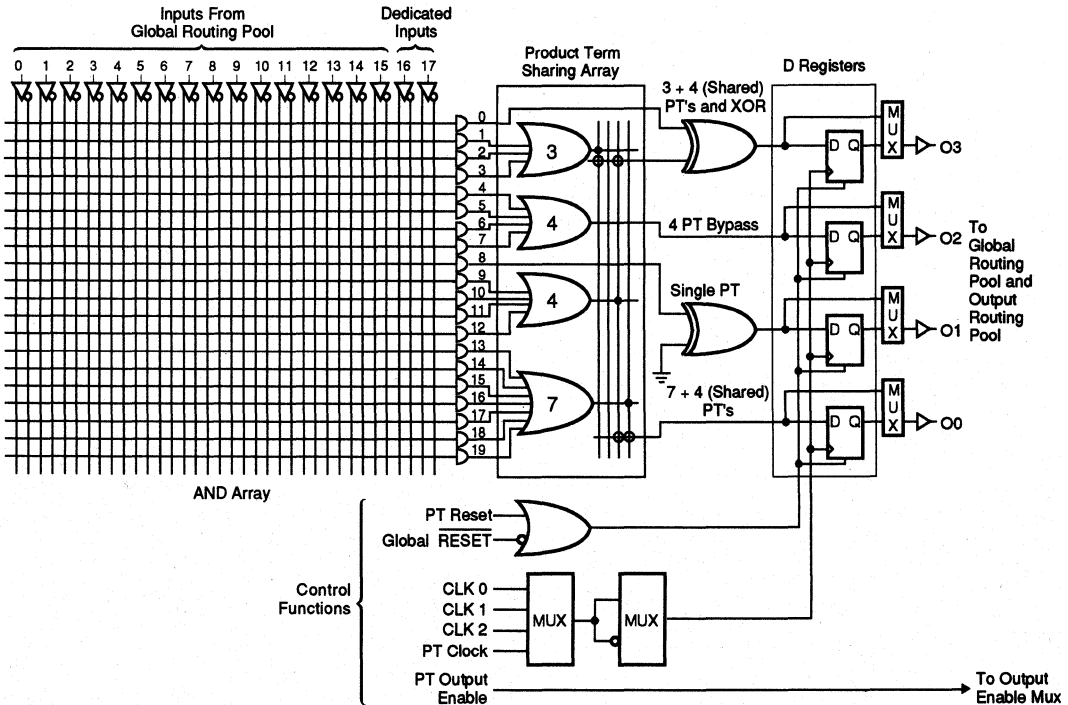 Inputs From
Global Routing Pool
Dedicated
Inputs
0 1 2 3 4 5 6 7 8 9 10 11 12 13 14 15 16 17
Product Term
Sharing Array
3 + 4 (Shared)
PT's and XOR
D Registers
0
1
2
3
4
5
6
7
8
9
10
11
12
13
14
15
16
17
18
19
3
4
4
7
4 PT Bypass
Single PT
7 + 4 (Shared)
PT's
D Q
MUX
O3
D Q
MUX
O2
D Q
MUX
O1
D Q
MUX
O0
To
Global
Routing
Pool and
Output
Routing
Pool
AND Array
Control
Functions
PT Reset
Global RESET
CLK 0
CLK 1
CLK 2
PT Clock
MUX
MUX
PT Output
Enable
To Output
Enable Mux